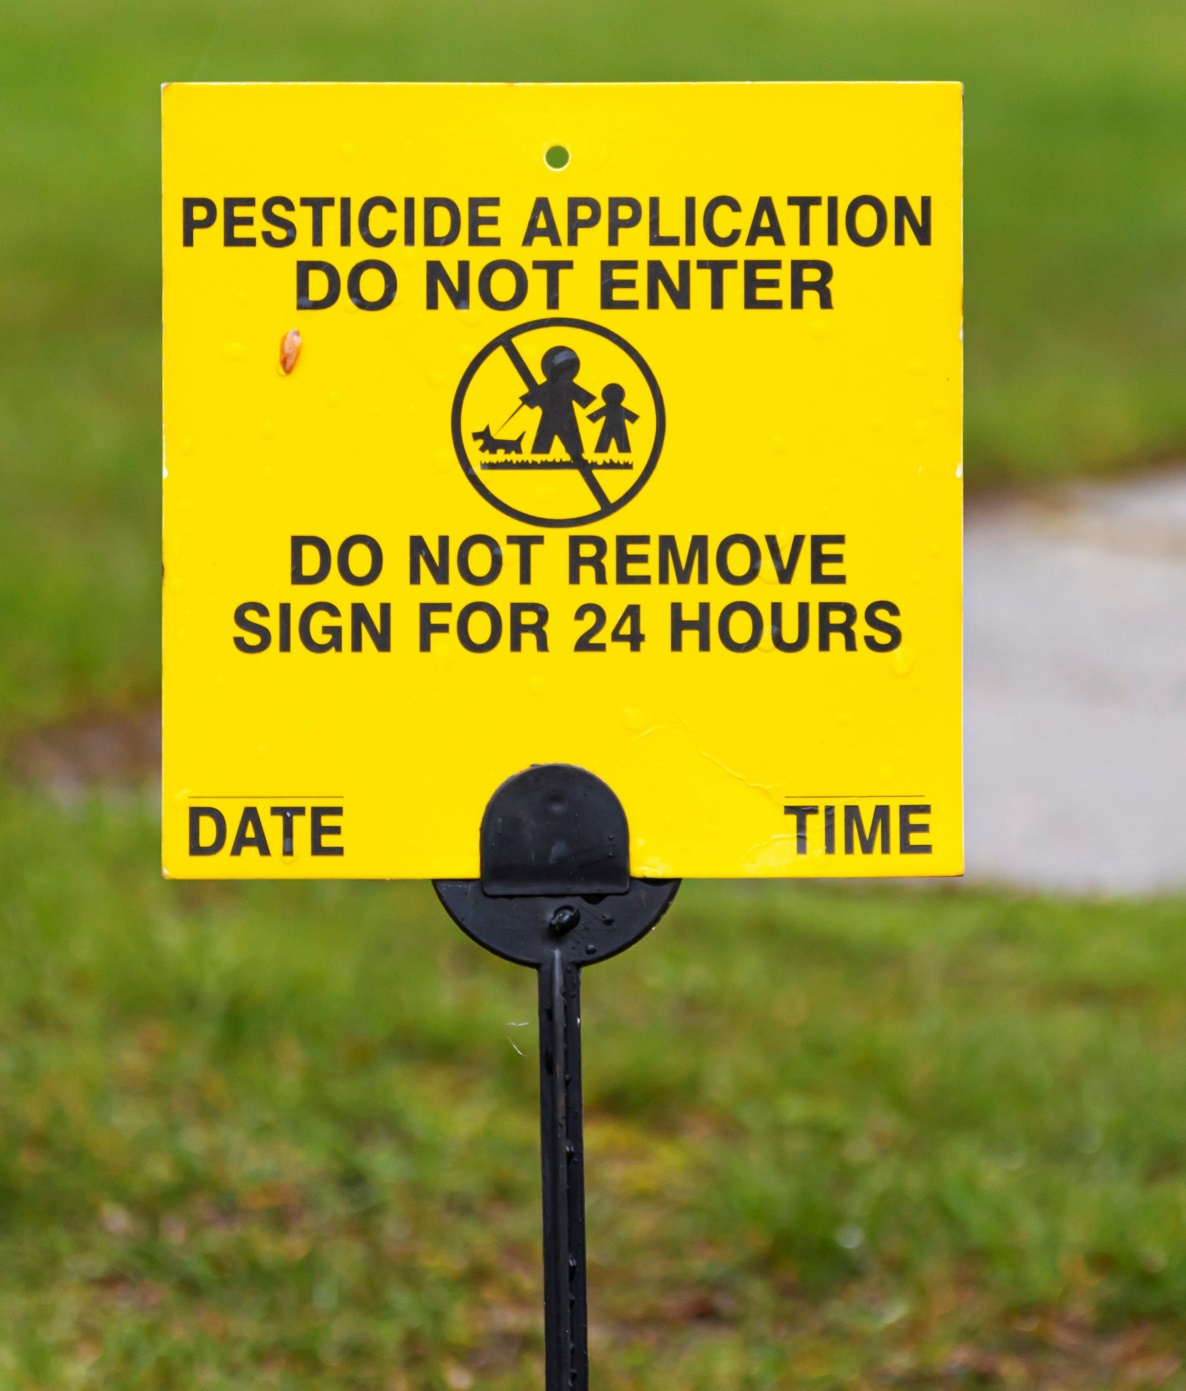 PESTICIDE APPLICATION
DO NOT ENTER
DO NOT REMOVE
SIGN FOR 24 HOURS
DATE
TIME